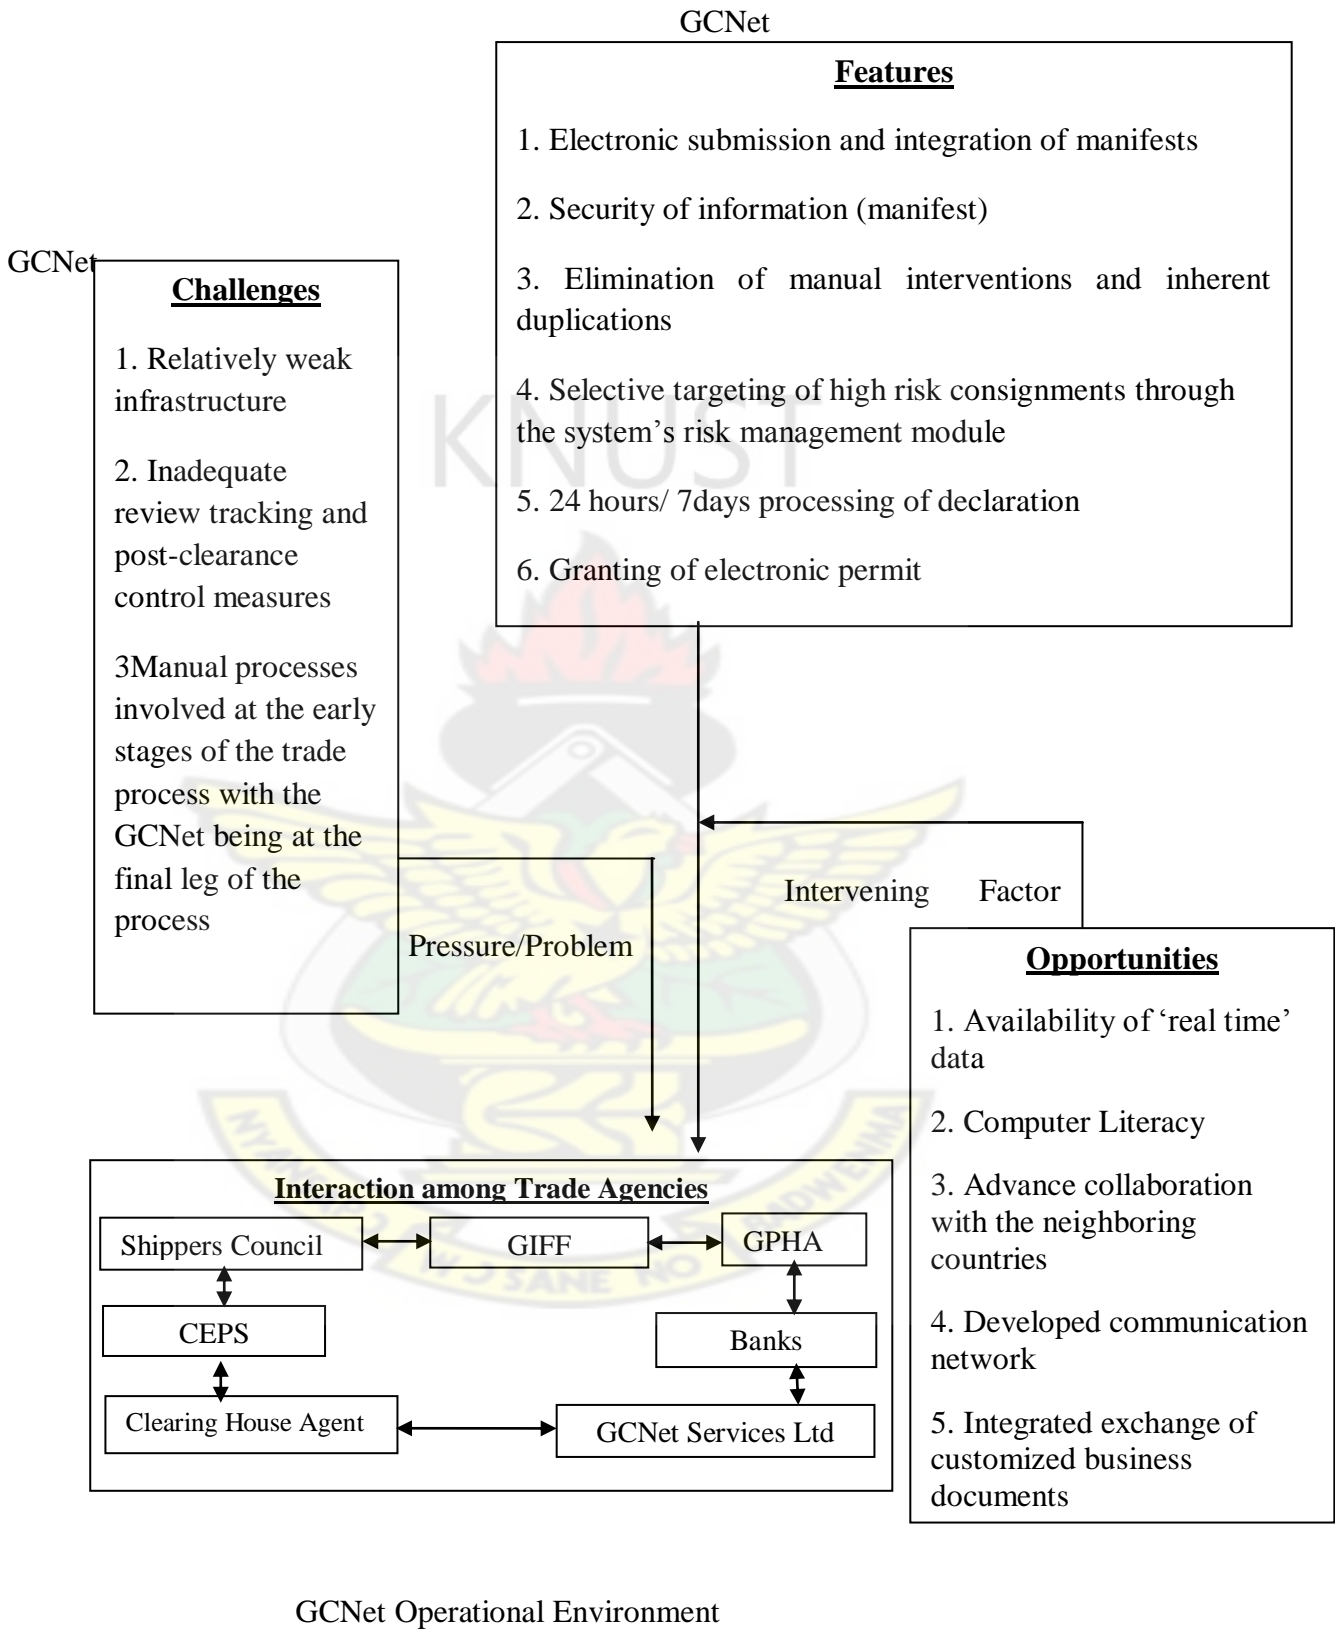 GCNet
Features
1. Electronic submission and integration of manifests
2. Security of information (manifest)
3. Elimination of manual interventions and inherent
duplications
4. Selective targeting of high risk consignments through
the system’s risk management module
5. 24 hours/ 7days processing of declaration
6. Granting of electronic permit
GCNet
Challenges
1. Relatively weak
infrastructure
2. Inadequate
review tracking and
post-clearance
control measures
3Manual processes
involved at the early
stages of the trade
process with the
GCNet being at the
final leg of the
process
KNUST
Pressure/Problem
Intervening Factor
Opportunities
1. Availability of ‘real time’
data
2. Computer Literacy
3. Advance collaboration
with the neighboring
countries
4. Developed communication
network
5. Integrated exchange of
customized business
documents
Interaction among Trade Agencies
Shippers Council
GIFF
GPHA
CEPS
Banks
Clearing House Agent
GCNet Services Ltd
SANE NO BADWENMA
GCNet Operational Environment